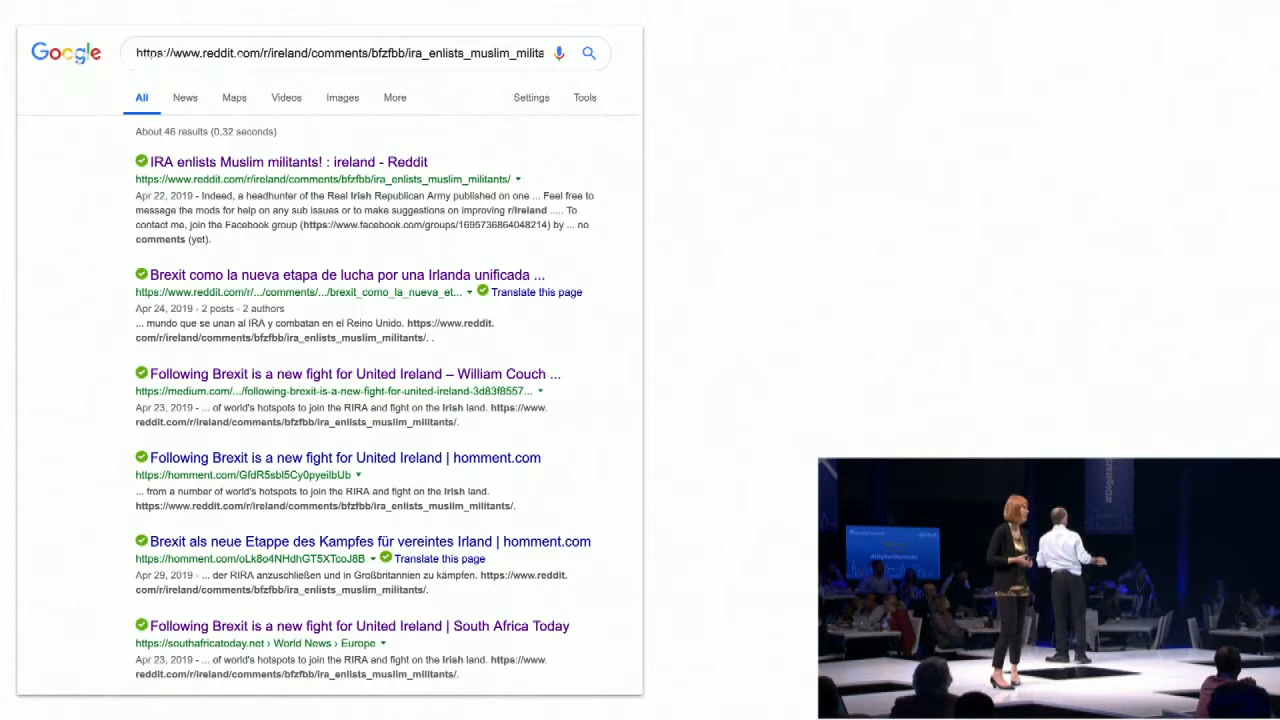 Google
https://www.reddit.com/r/ireland/comments/bfzfbb/ira_enlists_muslim_milita
All News Maps Videos Images More Settings Tools
About 46 results (0,32 seconds)
IRA enlists Muslim militants! : ireland - Reddit
https://www.reddit.com/r/ireland/comments/bfzfbb/ira_enlists_muslim_militants/
Apr 22, 2019 - Indeed, a headhunter of the Real Irish Republican Army published on one ... Feel free to
message the mods for help on any sub issues or to make suggestions on improving r/Ireland ..... To
contact me, join the Facebook group (https://www.facebook.com/groups/1695736864048214) by ... no
comments (yet).
Brexit como la nueva etapa de lucha por una Irlanda unificada ...
https://www.reddit.com/r/.../comments/.../brexit_como_la_nueva_et... Translate this page
Apr 24, 2019 - 2 posts - 2 authors
... mundo que se unan al IRA y combatan en el Reino Unido. https://www.reddit.
com/r/ireland/comments/bfzfbb/ira_enlists_muslim_militants/. .
Following Brexit is a new fight for United Ireland – William Couch ...
https://medium.com/.../following-brexit-is-a-new-fight-for-united-ireland-3d83f8557...
Apr 23, 2019 - ... of world's hotspots to join the RIRA and fight on the Irish land. https://www.
reddit.com/r/ireland/comments/bfzfbb/ira_enlists_muslim_militants/.
Following Brexit is a new fight for United Ireland | homment.com
https://homment.com/GfdR5sbl5Cy0pyeilbUb
... from a number of world's hotspots to join the RIRA and fight on the Irish land.
https://www.reddit.com/r/ireland/comments/bfzfbb/ira_enlists_muslim_militants/.
Brexit als neue Etappe des Kampfes für vereintes Irland | homment.com
https://homment.com/oLk8o4NHdhGT5XTcoJ8B Translate this page
Apr 29, 2019 - ... der RIRA anzuschließen und in Großbritannien zu kämpfen. https://www.reddit.
com/r/ireland/comments/bfzfbb/ira_enlists_muslim_militants/.
Following Brexit is a new fight for United Ireland | South Africa Today
https://southafricatoday.net › World News › Europe
Apr 23, 2019 - ... of world's hotspots to join the RIRA and fight on the Irish land. https://www.
reddit.com/r/ireland/comments/bfzfbb/ira_enlists_muslim_militants/.